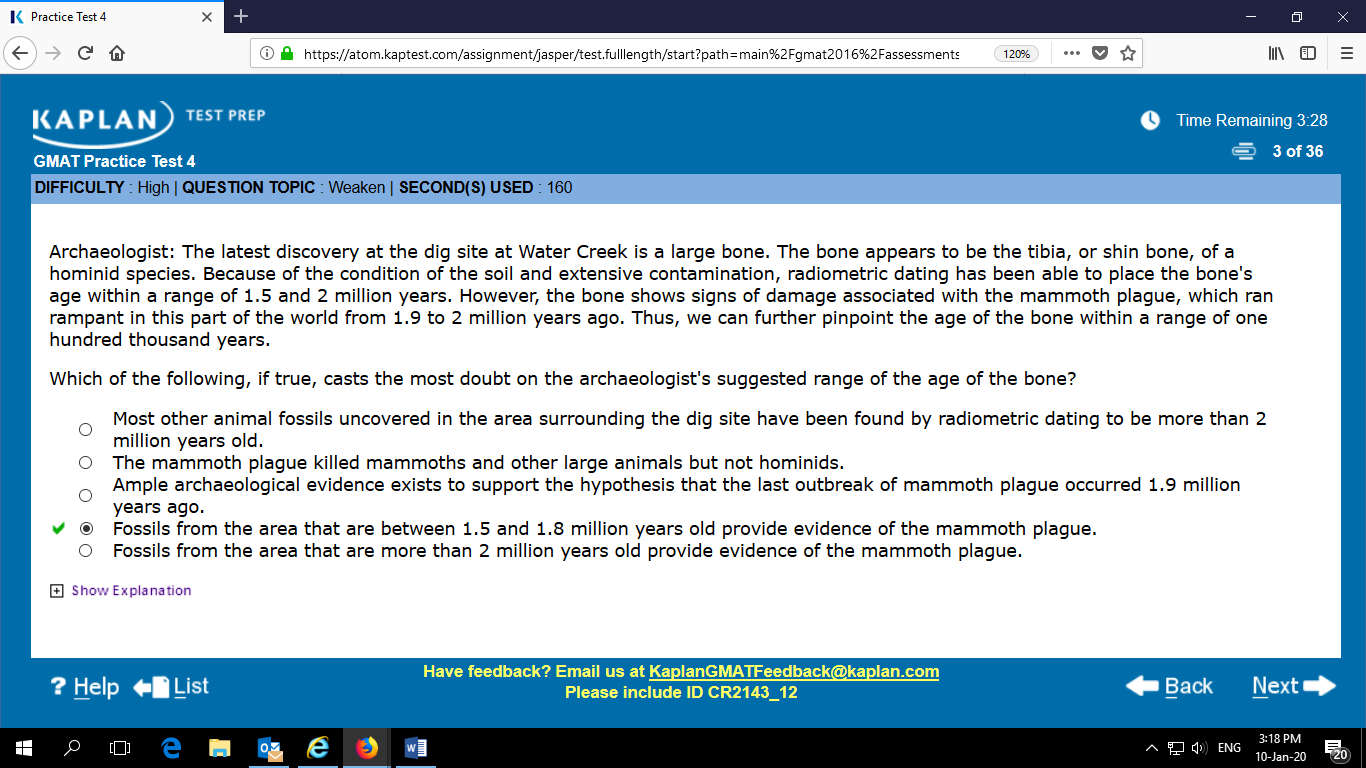 Practice Test 4
https://atom.kaptest.com/assignment/jasper/test.fulllength/start?path=main%2Fgmat2016%2Fassessments
120%
KAPLAN TEST PREP
Time Remaining 3:28
GMAT Practice Test 4
3 of 36
DIFFICULTY : High | QUESTION TOPIC : Weaken | SECOND(S) USED : 160
Archaeologist: The latest discovery at the dig site at Water Creek is a large bone. The bone appears to be the tibia, or shin bone, of a
hominid species. Because of the condition of the soil and extensive contamination, radiometric dating has been able to place the bone's
age within a range of 1.5 and 2 million years. However, the bone shows signs of damage associated with the mammoth plague, which ran
rampant in this part of the world from 1.9 to 2 million years ago. Thus, we can further pinpoint the age of the bone within a range of one
hundred thousand years.
Which of the following, if true, casts the most doubt on the archaeologist's suggested range of the age of the bone?
Most other animal fossils uncovered in the area surrounding the dig site have been found by radiometric dating to be more than 2
million years old.
The mammoth plague killed mammoths and other large animals but not hominids.
Ample archaeological evidence exists to support the hypothesis that the last outbreak of mammoth plague occurred 1.9 million
years ago.
Fossils from the area that are between 1.5 and 1.8 million years old provide evidence of the mammoth plague.
Fossils from the area that are more than 2 million years old provide evidence of the mammoth plague.
Show Explanation
Have feedback? Email us at KaplanGMATFeedback@kaplan.com
Please include ID CR2143_12
? Help List
Back Next
ENG
3:18 PM
10-Jan-20
20